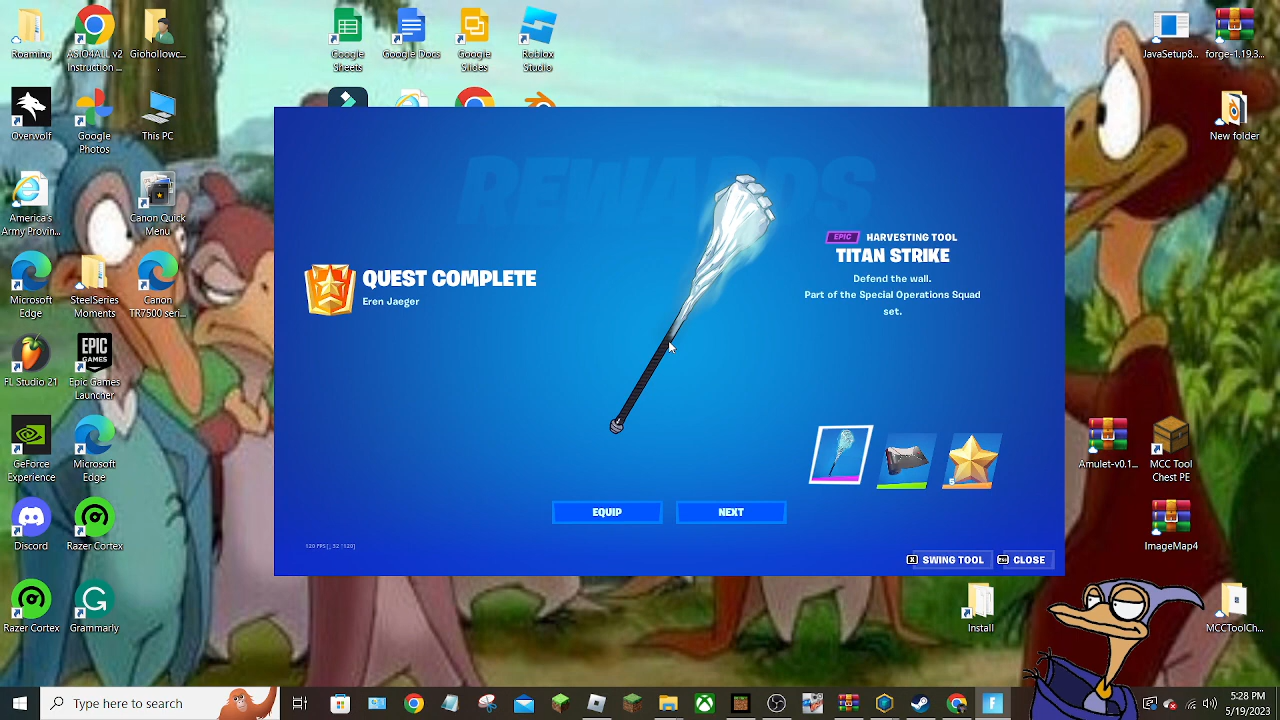 Roaming
ASIOWALL v2
instruction ...
Giohollowc...
.
Google
Sheets
Google Docs
Google
Slides
Roblox
Studio
JavaSetup8...
forge-1.19.3...
Overwolf
Google
Photos
This PC
New folder
America's
Army Provin...
Canon Quick
Menu
REWARDS
EPIC
HARVESTING TOOL
TITAN STRIKE
Defend the wall.
Part of the Special Operations Squad
set.
QUEST COMPLETE
Eren Jaeger
Microsoft
Edge
SteelSeries
Moments
Canon
TR7500 seri...
FL Studio 21
EPIC
GAMES
Epic Games
Launcher
GeForce
Experience
Microsoft
Edge
Amulet-v0.1...
MCC Tool
Chest PE
EQUIP
NEXT
Discord
Razer Cortex
ImageMap4
X
SWING TOOL
ESC
CLOSE
Razer Cortex
Grammarly
Install
MCCToolCh...
Type here to search
5:28 PM
5/19/2023